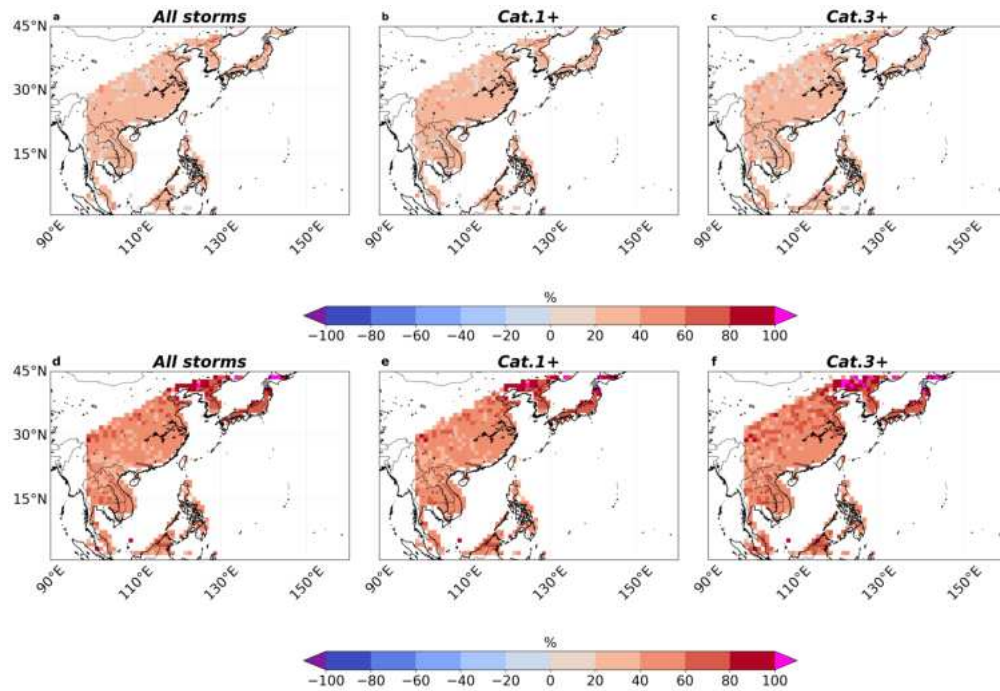 a All storms b Cat.1+ c Cat.3+
45°N
30°N
15°N
90°E 110°E 130°E 150°E 90°E 110°E 130°E 150°E 90°E 110°E 130°E 150°E
%
−100 −80 −60 −40 −20 0 20 40 60 80 100
d All storms e Cat.1+ f Cat.3+
45°N
30°N
15°N
90°E 110°E 130°E 150°E 90°E 110°E 130°E 150°E 90°E 110°E 130°E 150°E
%
−100 −80 −60 −40 −20 0 20 40 60 80 100